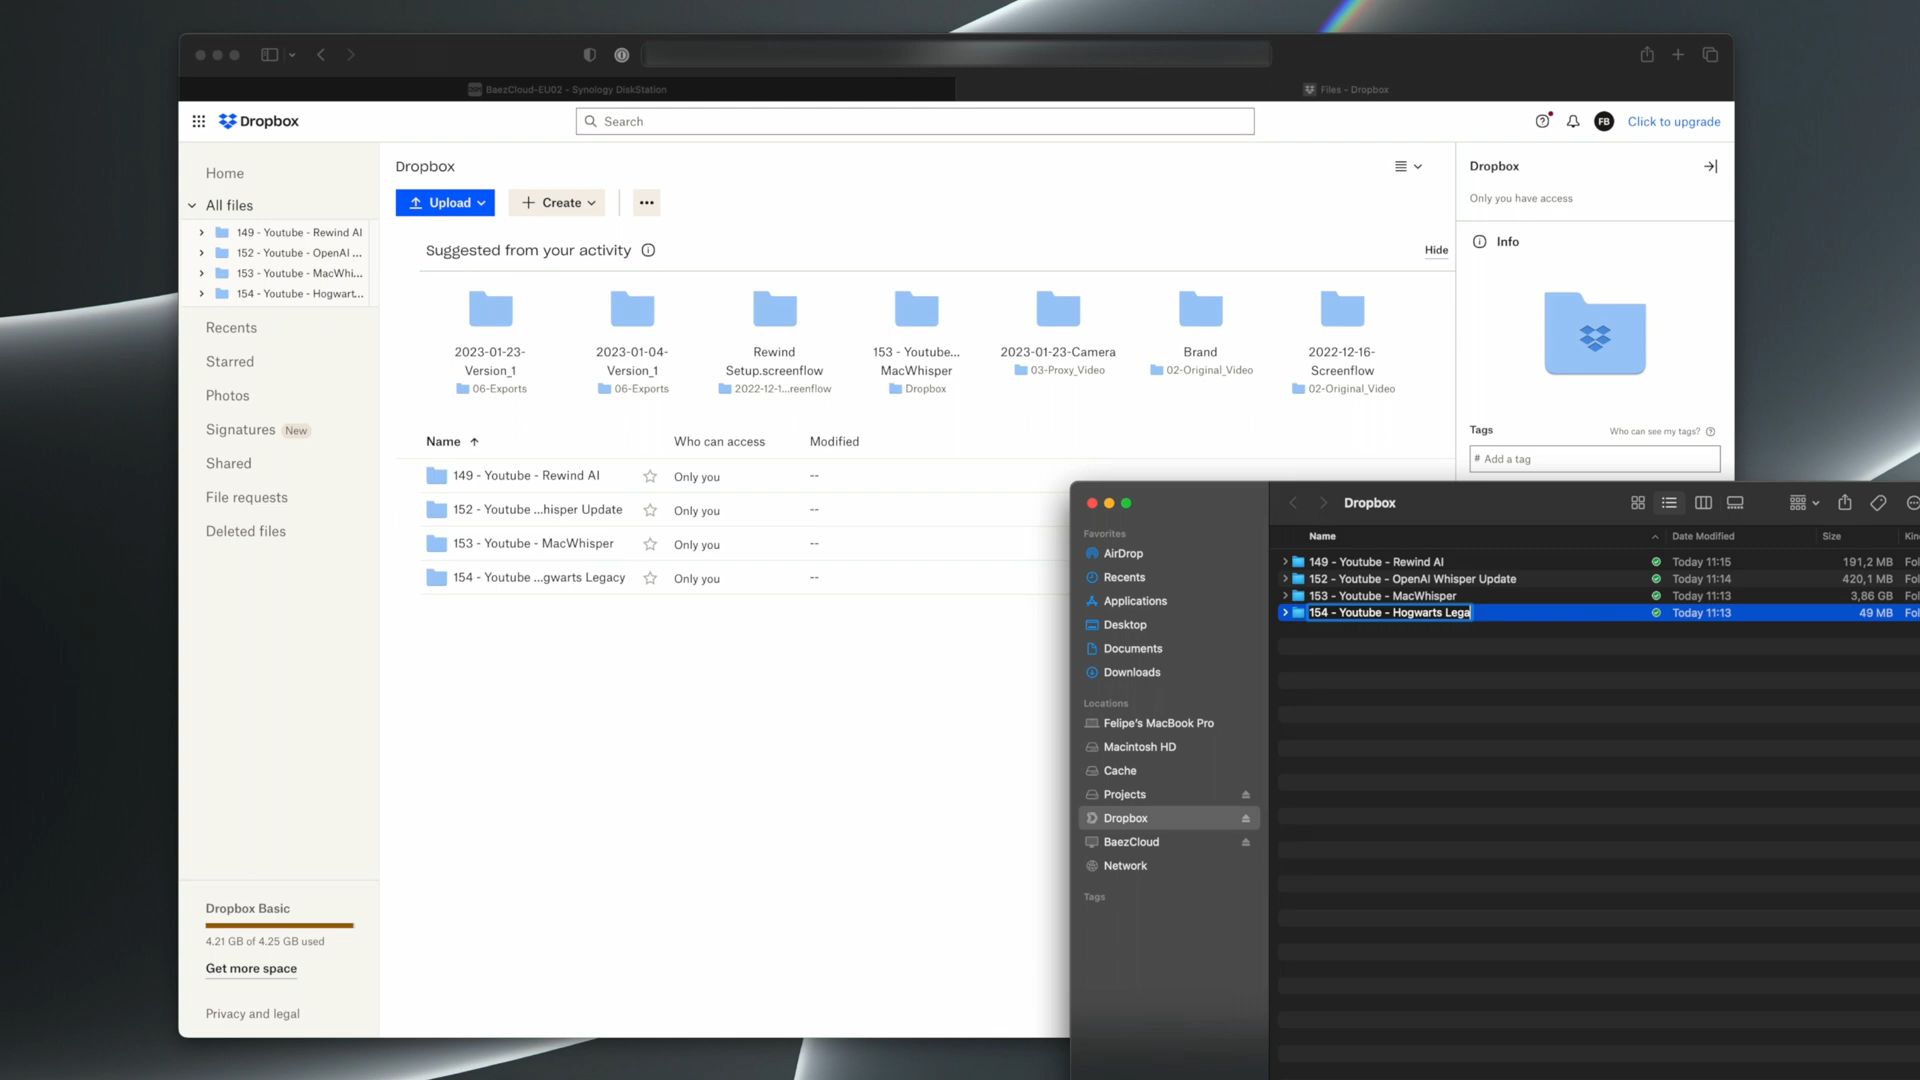 BaezCloud-EU02 – Synology DiskStation
Files - Dropbox
Dropbox
Search
FB
Click to upgrade
Home
All files
149 - Youtube - Rewind AI
152 - Youtube - OpenAI ...
153 - Youtube - MacWhi...
154 - Youtube - Hogwart...
Recents
Starred
Photos
Signatures New
Shared
File requests
Deleted files
Dropbox Basic
4.21 GB of 4.25 GB used
Get more space
Privacy and legal
Dropbox
Upload
Create
Suggested from your activity
Hide
2023-01-23-
Version_1
06-Exports
2023-01-04-
Version_1
06-Exports
Rewind
Setup.screenflow
2022-12-1...reenflow
153 - Youtube...
MacWhisper
Dropbox
2023-01-23-Camera
03-Proxy_Video
Brand
02-Original_Video
2022-12-16-
Screenflow
02-Original_Video
Name Who can access Modified
149 - Youtube - Rewind AI Only you --
152 - Youtube ...hisper Update Only you --
153 - Youtube - MacWhisper Only you --
154 - Youtube ...gwarts Legacy Only you --
Dropbox
Only you have access
Info
Tags Who can see my tags?
# Add a tag
Favorites
AirDrop
Recents
Applications
Desktop
Documents
Downloads
Locations
Felipe's MacBook Pro
Macintosh HD
Cache
Projects
Dropbox
BaezCloud
Network
Tags
Dropbox
Name Date Modified Size Kin
149 - Youtube - Rewind AI Today 11:15 191,2 MB Fol
152 - Youtube - OpenAI Whisper Update Today 11:14 420,1 MB Fol
153 - Youtube - MacWhisper Today 11:13 3,86 GB Fol
154 - Youtube - Hogwarts Lega Today 11:13 49 MB Fol